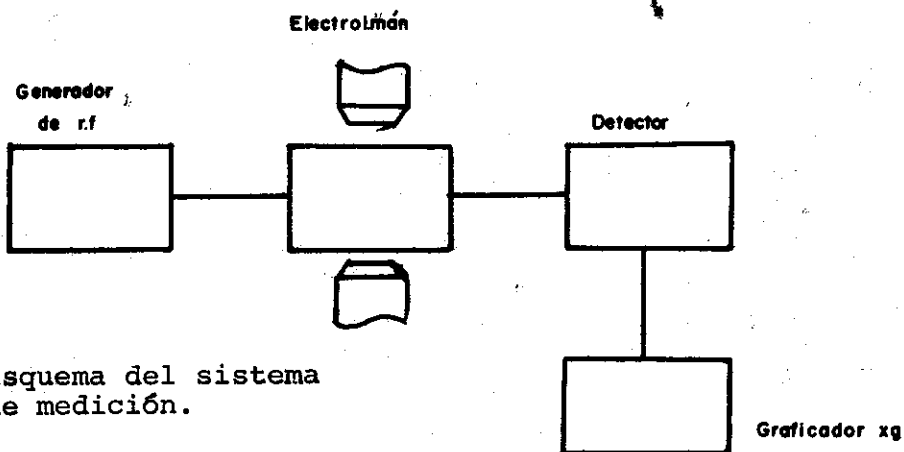 Electroimán
Generador
de r.f
Detector
squema del sistema
e medición.
Graficador xg